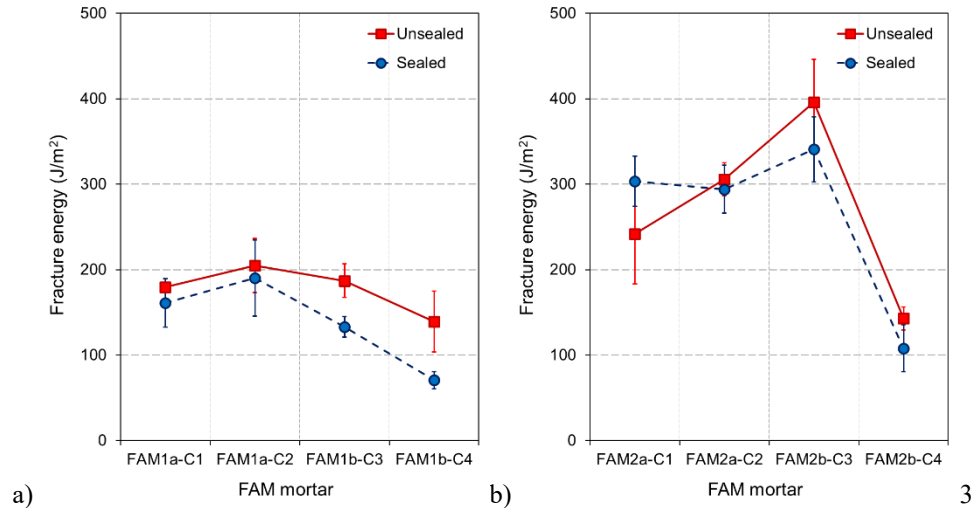 500
400
300
200
100
0
Fracture energy (J/m²)
Unsealed
Sealed
FAM1a-C1 FAM1a-C2 FAM1b-C3 FAM1b-C4
FAM mortar
a)
500
400
300
200
100
0
Fracture energy (J/m²)
Unsealed
Sealed
FAM2a-C1 FAM2a-C2 FAM2b-C3 FAM2b-C4
FAM mortar
b)
3